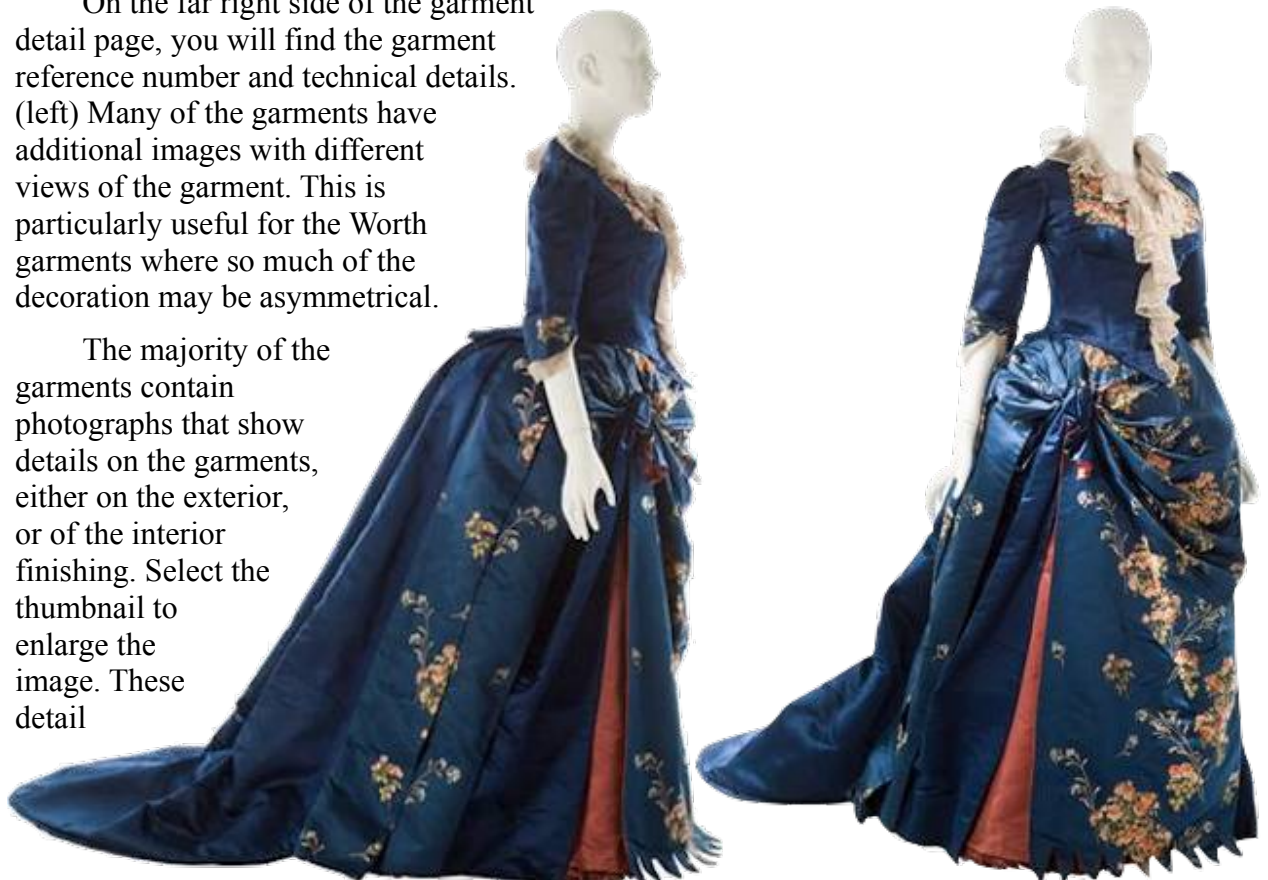 On the far right side of the garment
detail page, you will find the garment
reference number and technical details.
(left) Many of the garments have
additional images with different
views of the garment. This is
particularly useful for the Worth
garments where so much of the
decoration may be asymmetrical.
The majority of the
garments contain
photographs that show
details on the garments,
either on the exterior,
or of the interior
finishing. Select the
thumbnail to
enlarge the
image. These
detail